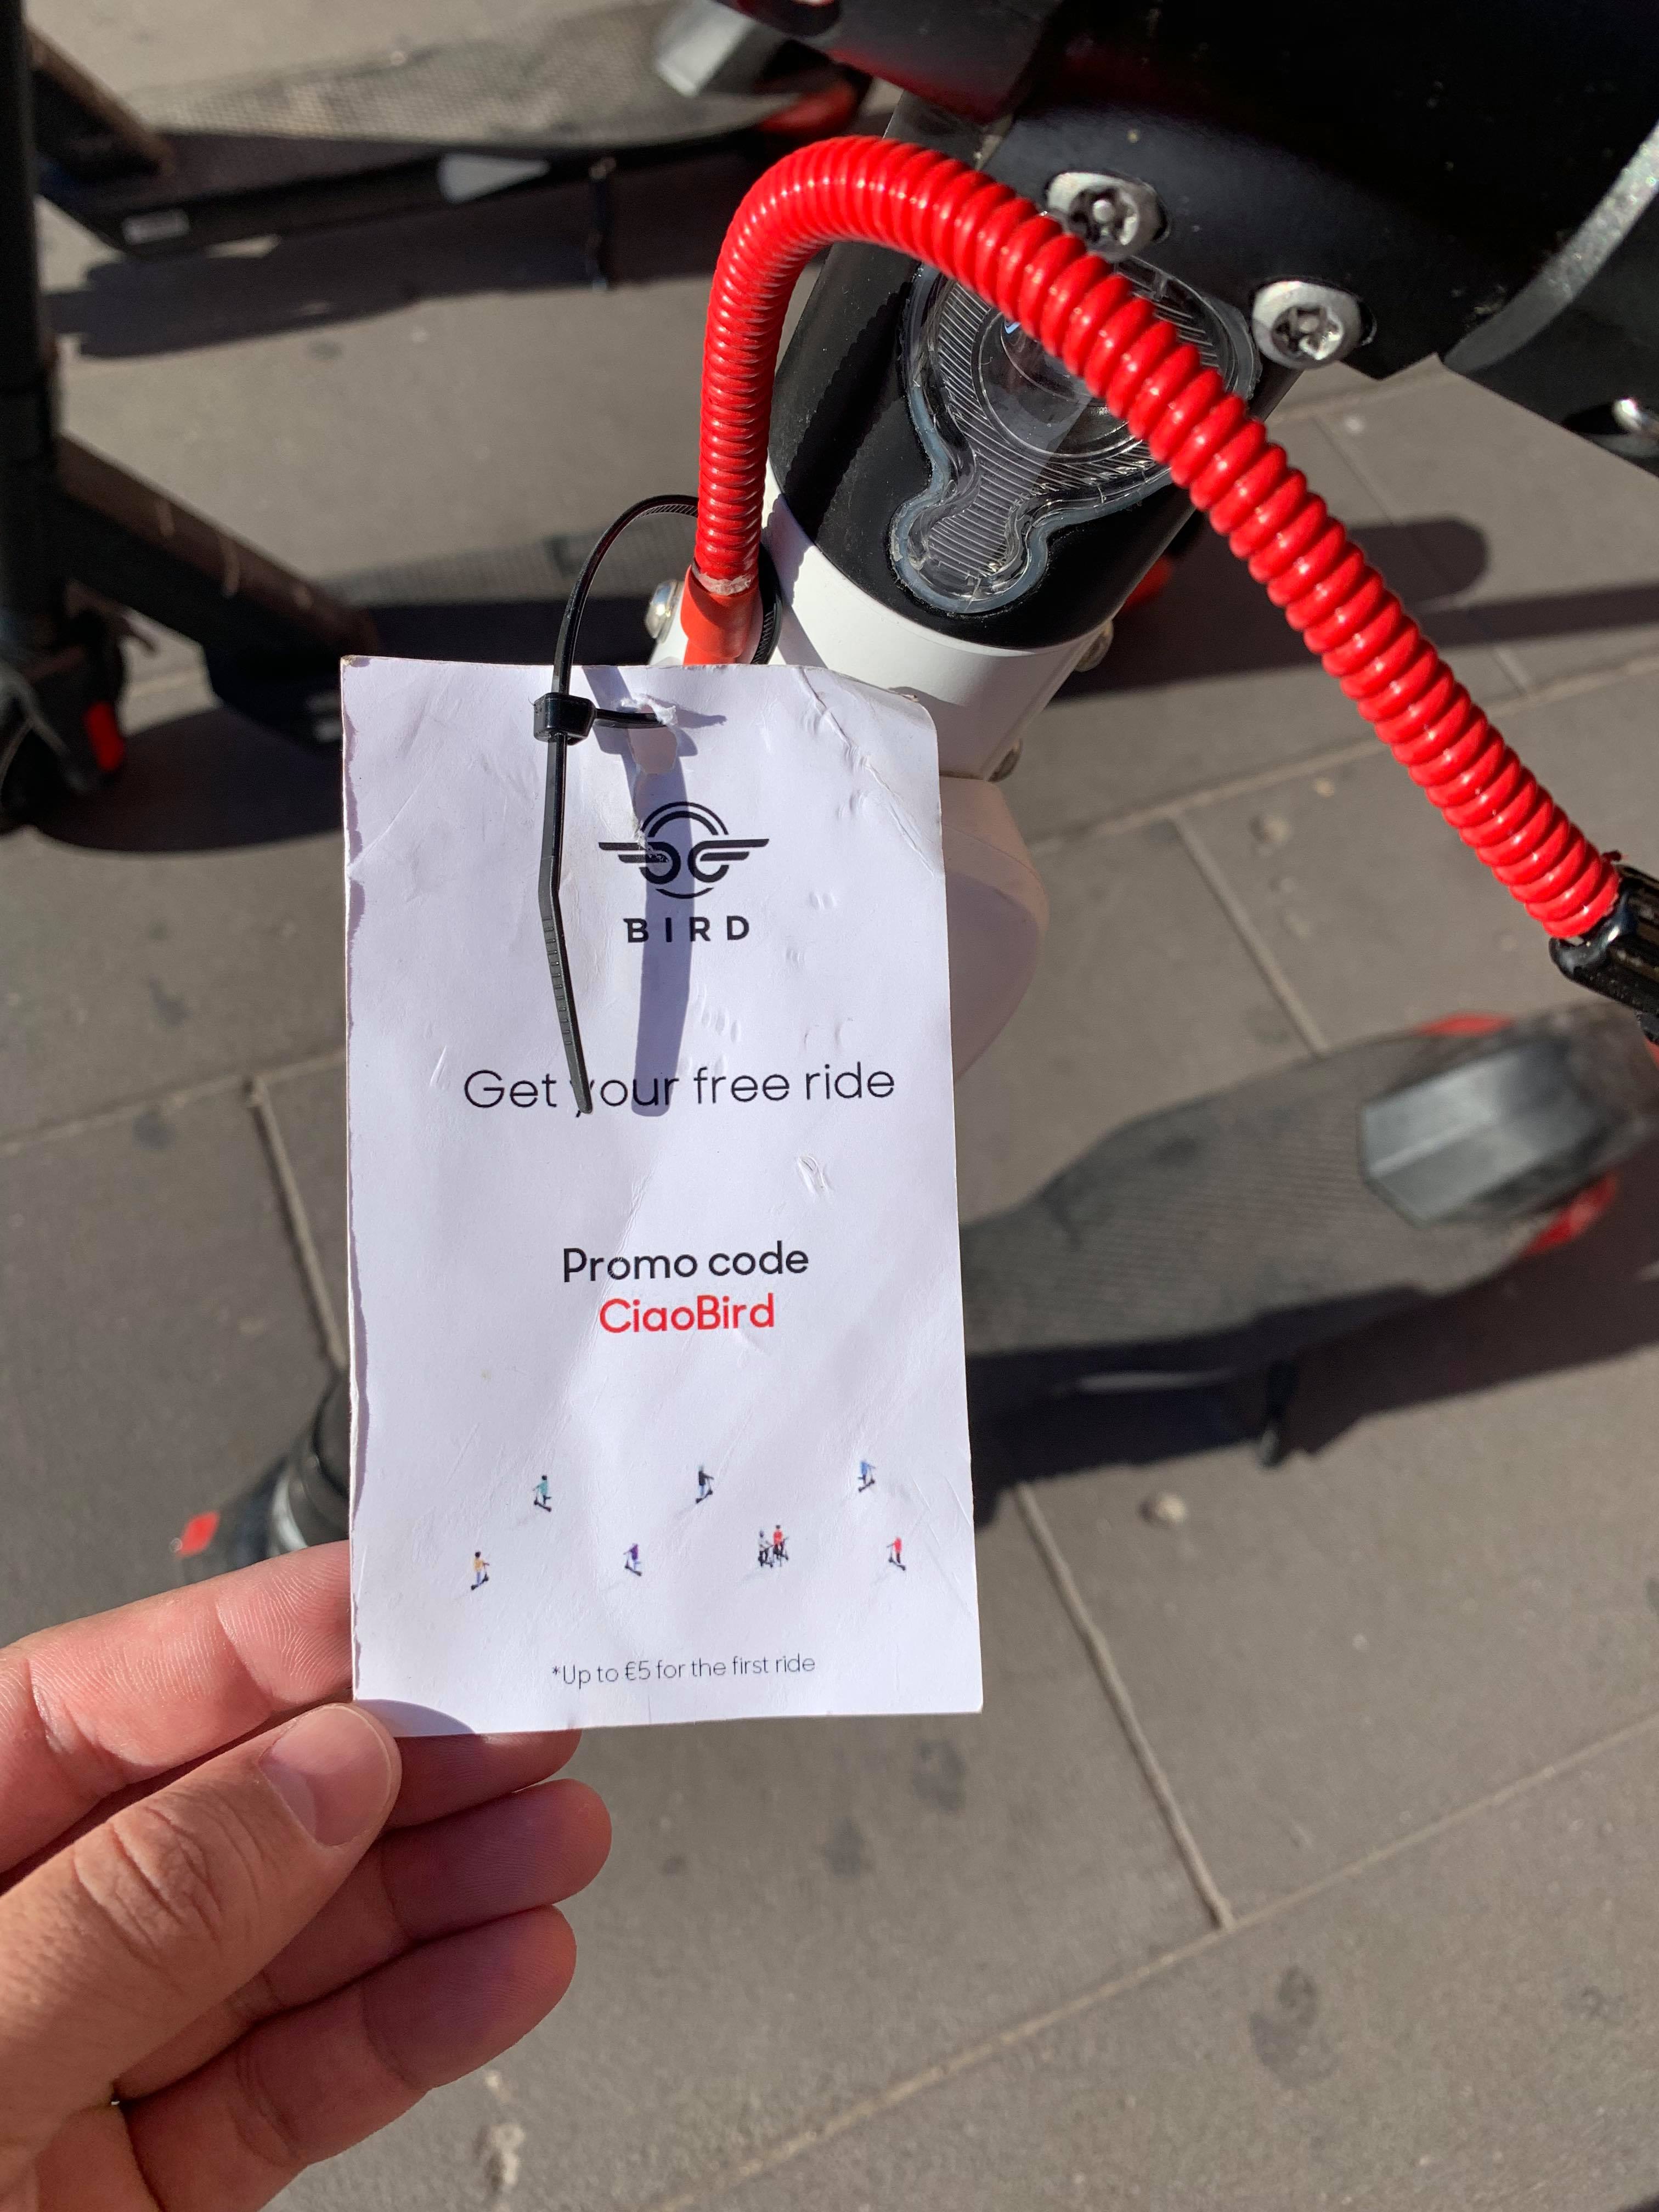 BIRD
Get your free ride
Promo code
CiaoBird
*Up to €5 for the first ride